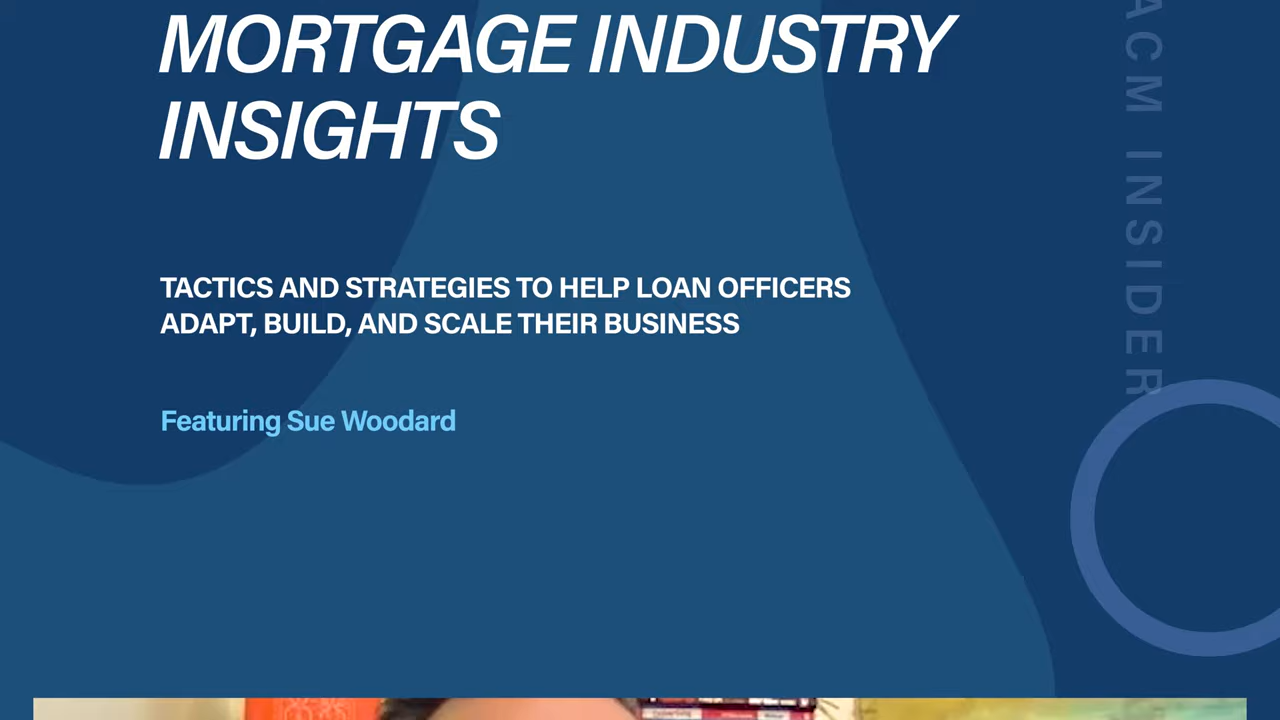 MORTGAGE INDUSTRY
INSIGHTS
TACTICS AND STRATEGIES TO HELP LOAN OFFICERS
ADAPT, BUILD, AND SCALE THEIR BUSINESS
Featuring Sue Woodard
ACM INSIDER